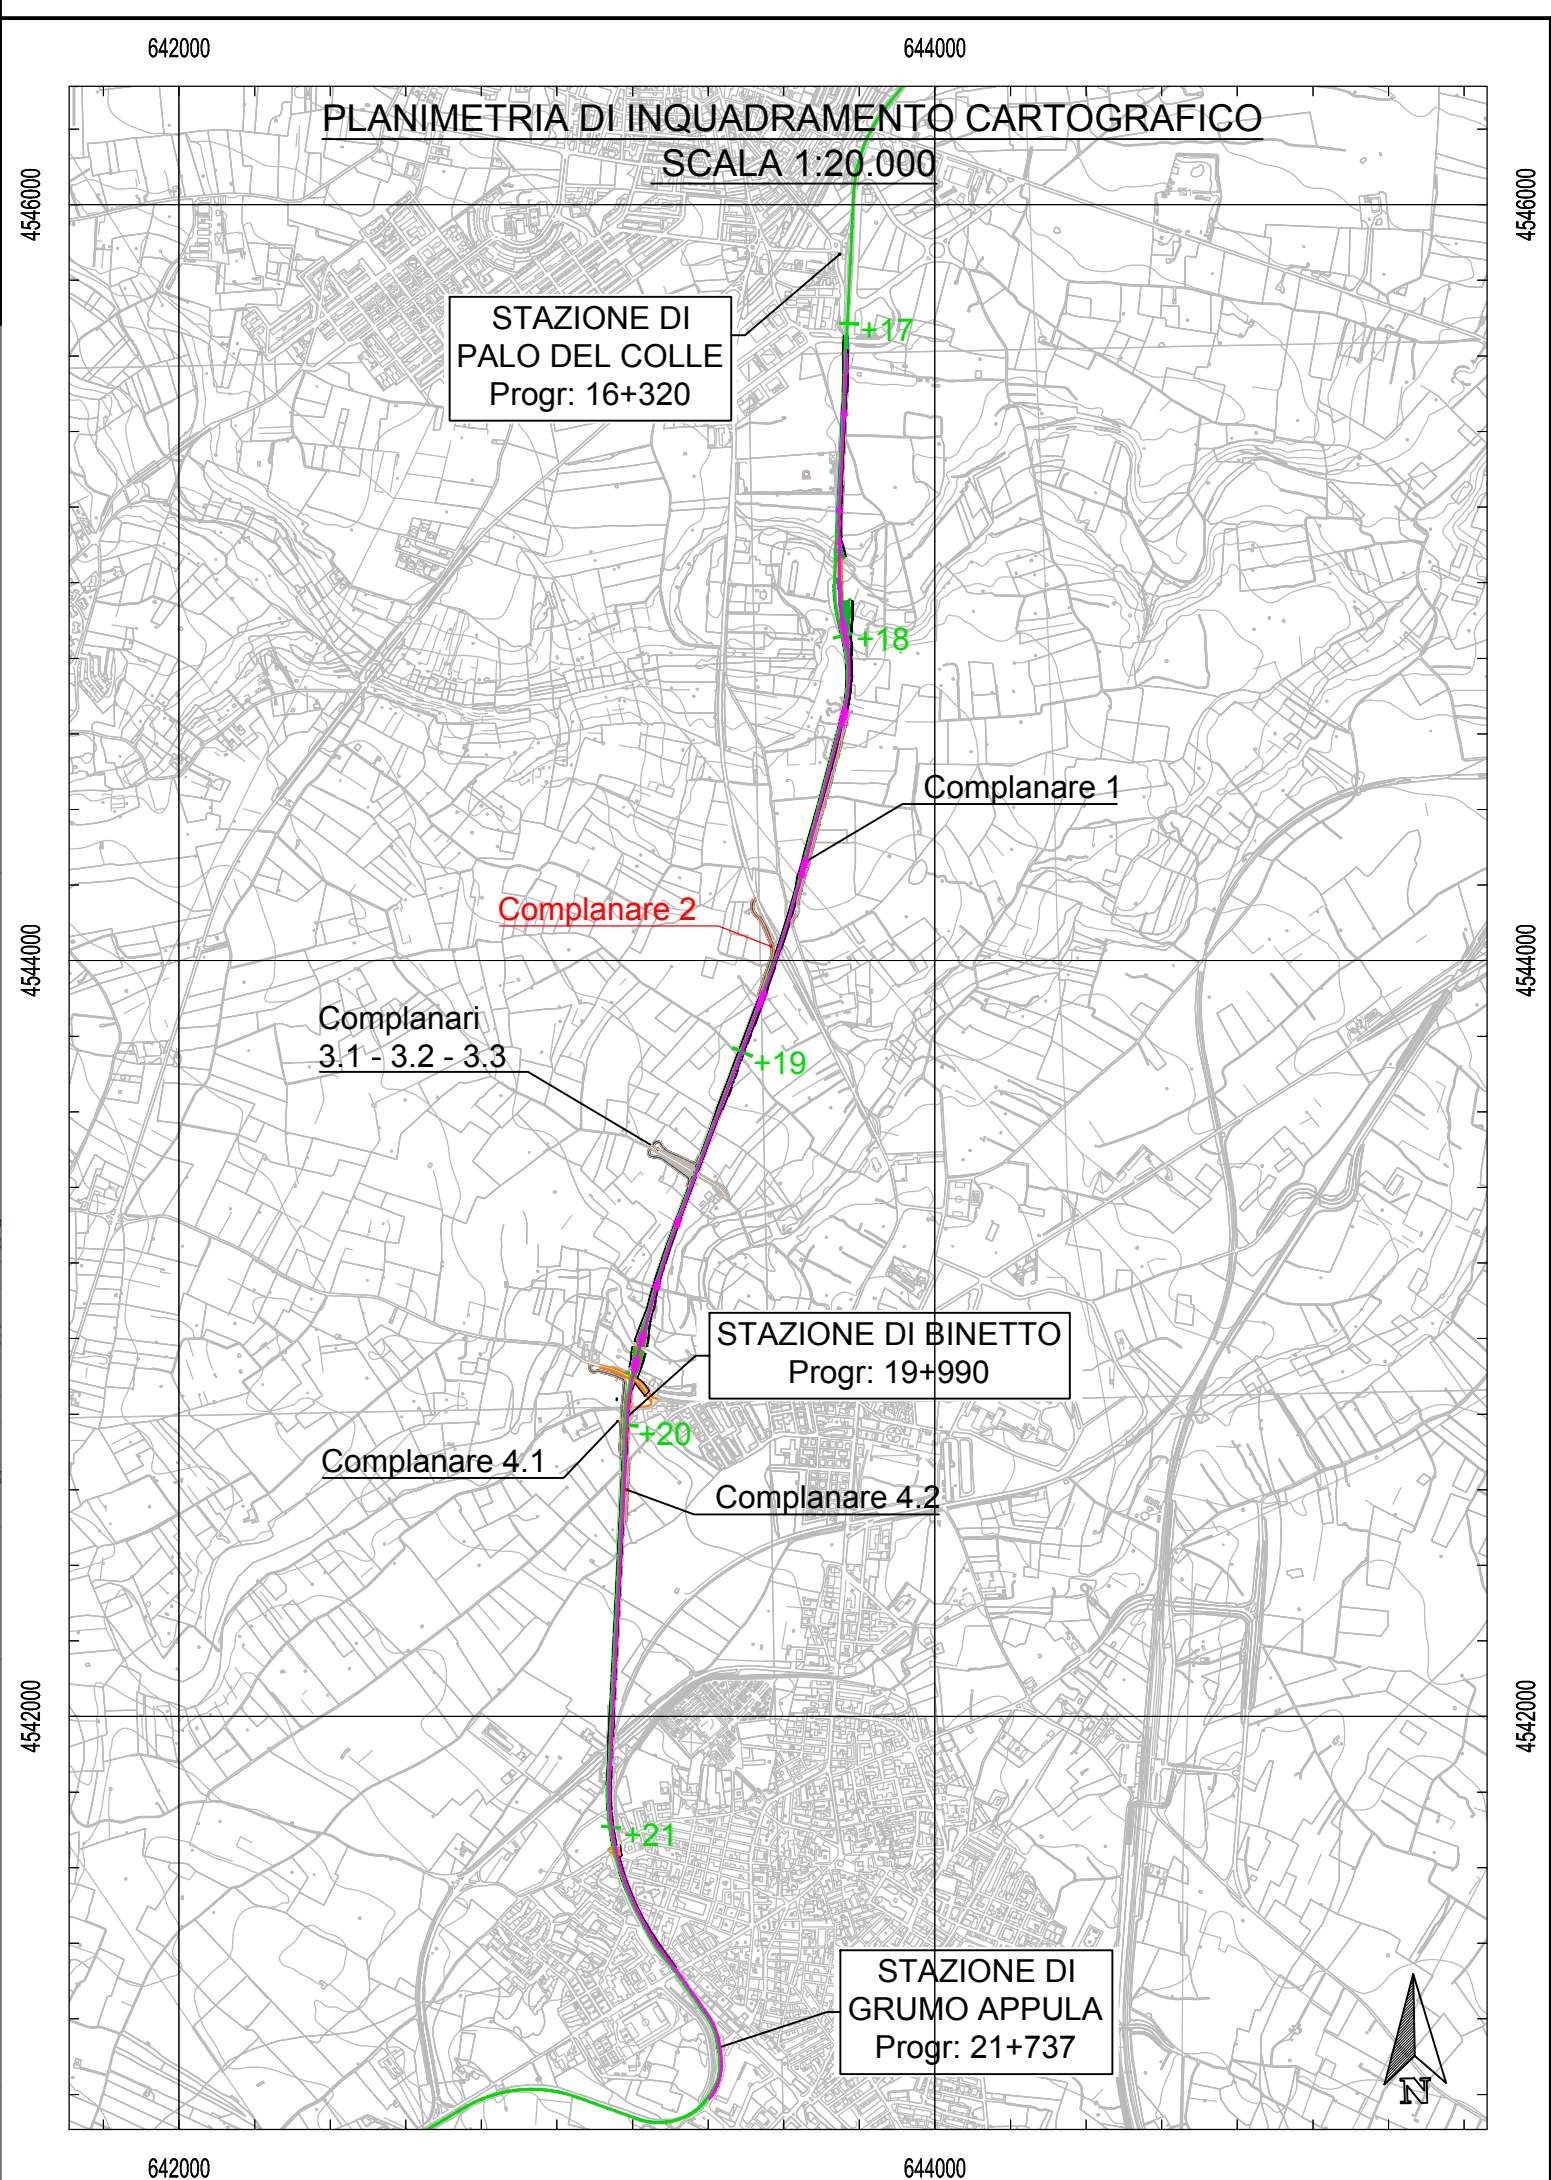 642000
644000
PLANIMETRIA DI INQUADRAMENTO CARTOGRAFICO
SCALA 1:20.000
4546000
4546000
STAZIONE DI
PALO DEL COLLE
Progr: 16+320
+17
+18
Complanare 1
Complanare 2
4544000
4544000
Complanari
3.1 - 3.2 - 3.3
+19
STAZIONE DI BINETTO
Progr: 19+990
+20
Complanare 4.1
Complanare 4.2
4542000
4542000
+21
STAZIONE DI
GRUMO APPULA
Progr: 21+737
N
642000
644000